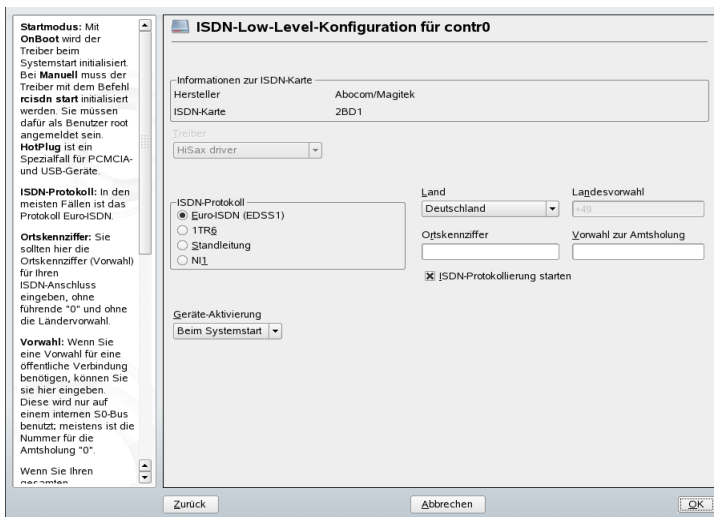 Startmodus: Mit
OnBoot wird der
Treiber beim
Systemstart initialisiert.
Bei Manuell muss der
Treiber mit dem Befehl
rcisdn start initialisiert
werden. Sie müssen
dafür als Benutzer root
angemeldet sein.
HotPlug ist ein
Spezialfall für PCMCIA-
und USB-Geräte.
ISDN-Protokoll: In den
meisten Fällen ist das
Protokoll Euro-ISDN.
Ortskennziffer: Sie
sollten hier die
Ortskennziffer (Vorwahl)
für Ihren
ISDN-Anschluss
eingeben, ohne
führende "0" und ohne
die Ländervorwahl.
Vorwahl: Wenn Sie
eine Vorwahl für eine
öffentliche Verbindung
benötigen, können Sie
sie hier eingeben.
Diese wird nur auf
einem internen S0-Bus
benutzt; meistens ist die
Nummer für die
Amtsholung "0".
Wenn Sie Ihren
gesamten
ISDN-Low-Level-Konfiguration für contr0
Informationen zur ISDN-Karte
Hersteller Abocom/Magitek
ISDN-Karte 2BD1
Treiber
HiSax driver
ISDN-Protokoll
Euro-ISDN (EDSS1)
1TR6
Standleitung
NI1
Land
Deutschland
Landesvorwahl
+49
Ortskennziffer
Vorwahl zur Amtsholung
ISDN-Protokollierung starten
Geräte-Aktivierung
Beim Systemstart
Zurück
Abbrechen
OK